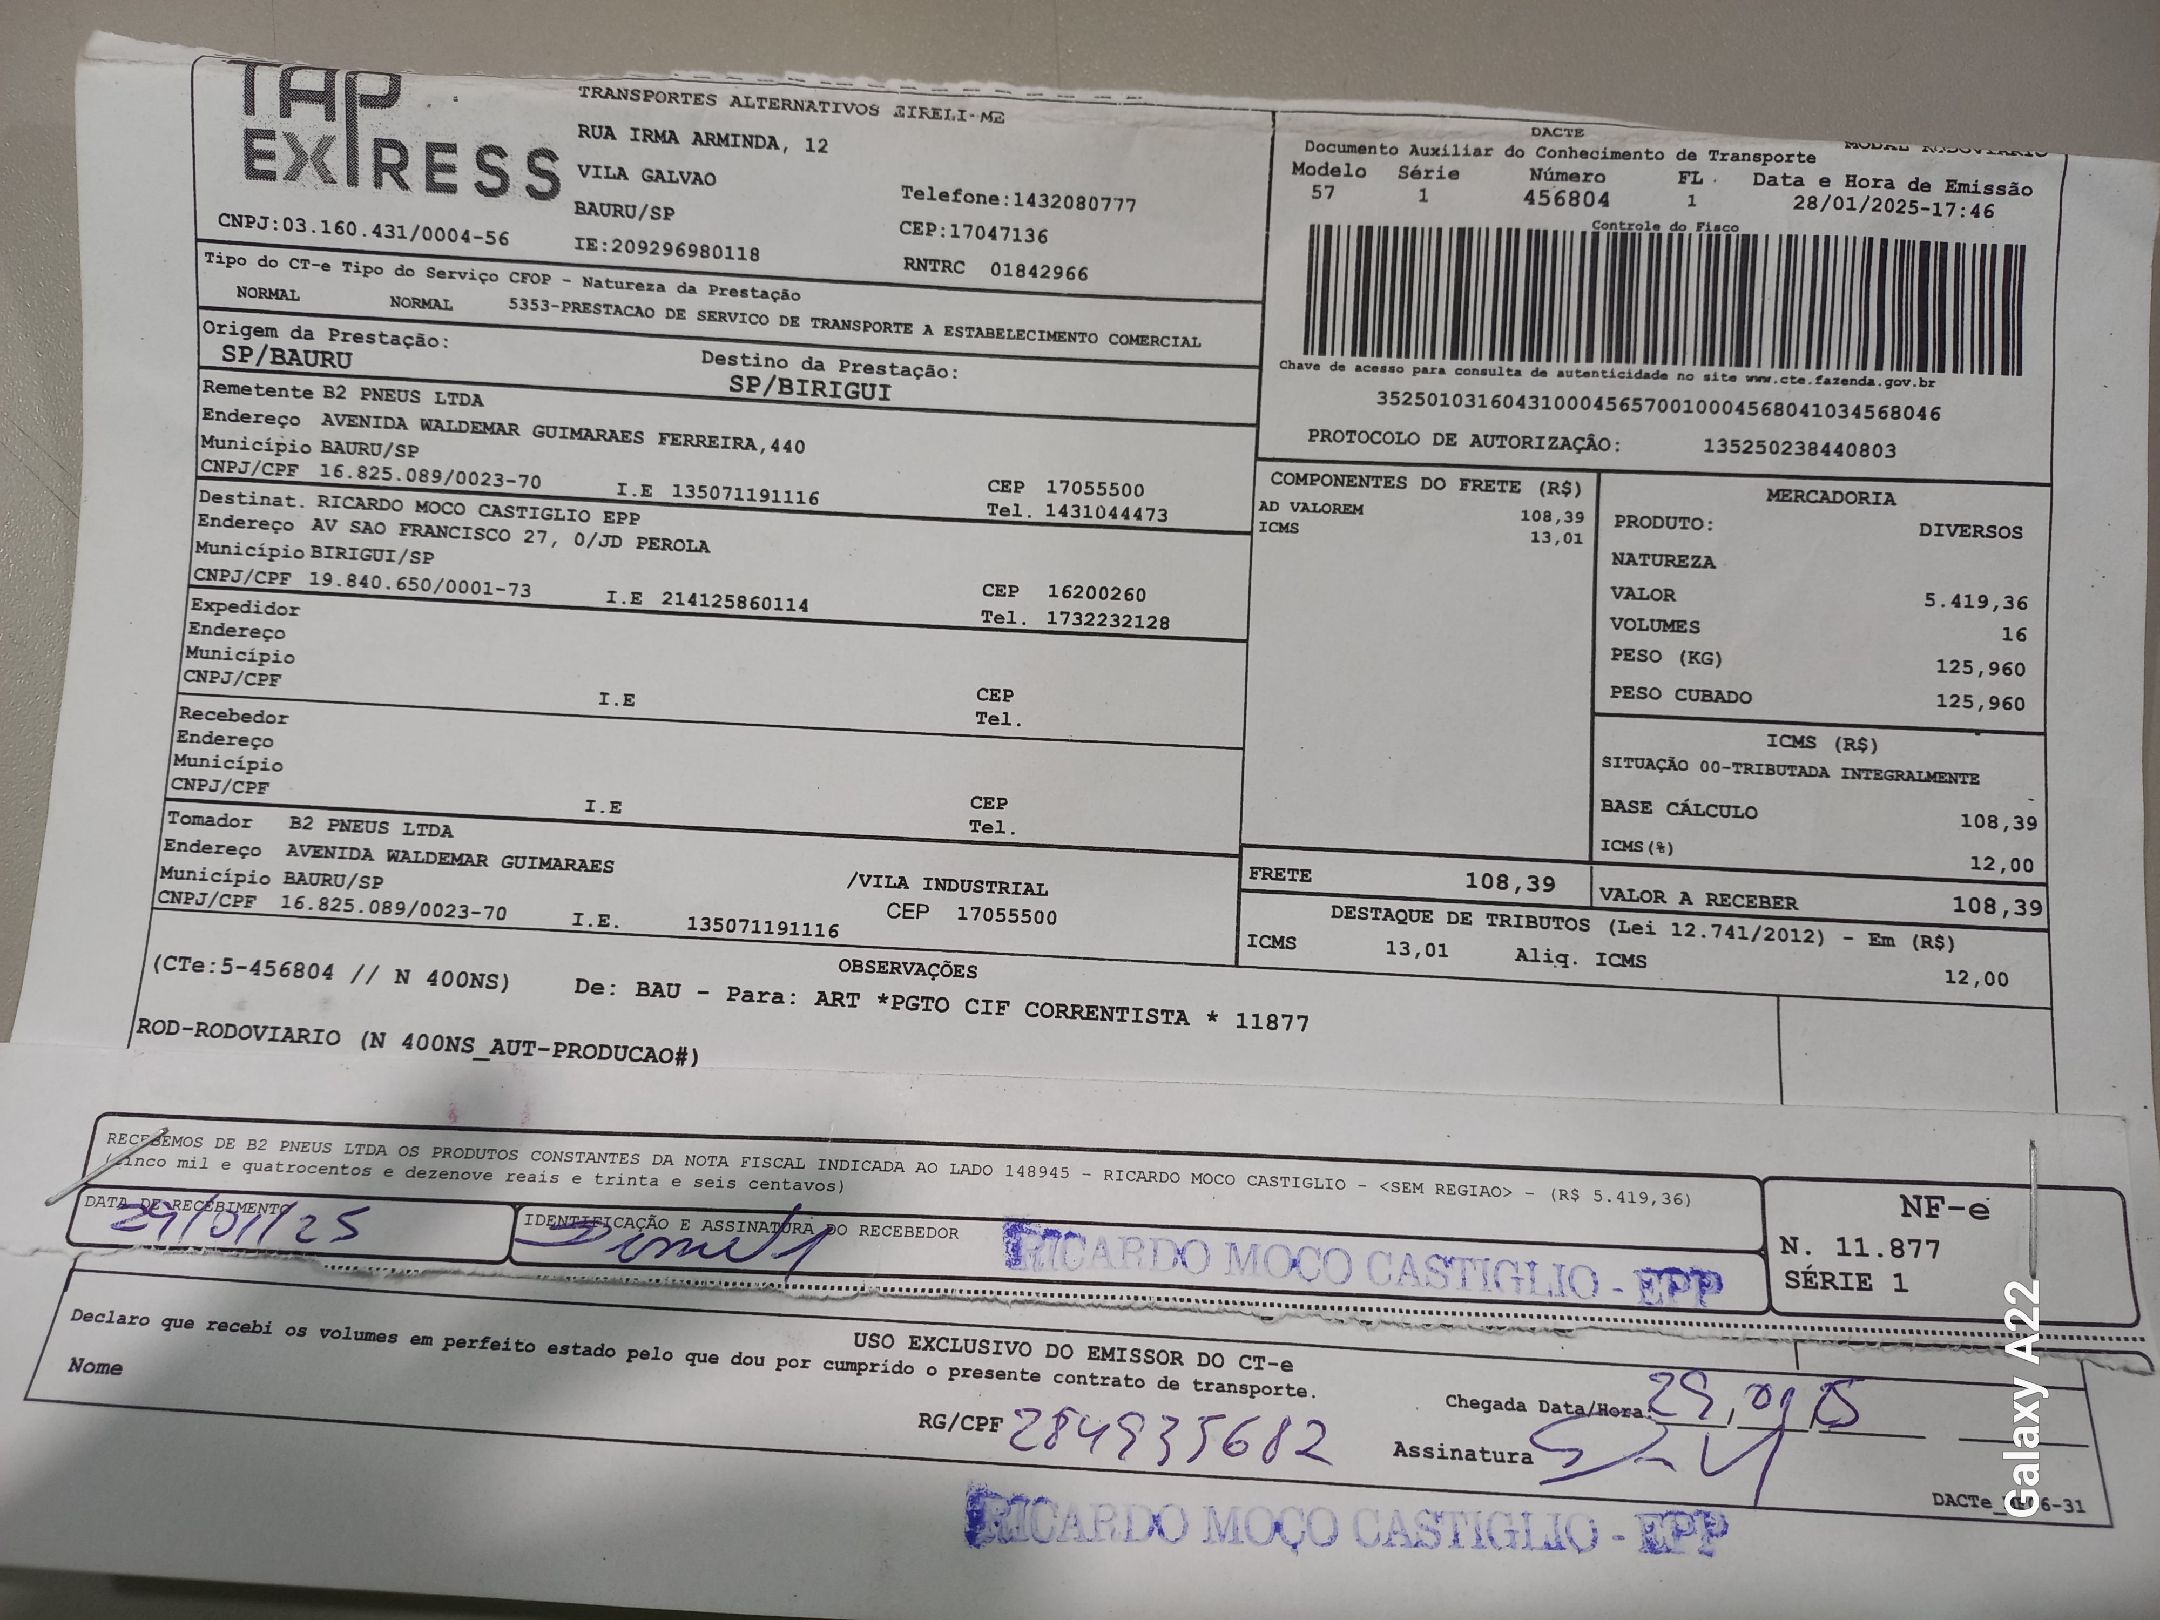 TAP
EXPRESS
TRANSPORTES ALTERNATIVOS EIRELI-ME
RUA IRMA ARMINDA, 12
VILA GALVAO
BAURU/SP
Telefone:1432080777
CEP:17047136
CNPJ:03.160.431/0004-56
IE:209296980118
RNTRC 01842966
DACTE
MODAL RODOVIARIO
Documento Auxiliar do Conhecimento de Transporte
Modelo Série Número FL. Data e Hora de Emissão
57 1 456804 1 28/01/2025-17:46
Controle do Fisco
Chave de acesso para consulta de autenticidade no site www.cte.fazenda.gov.br
35250103160431000456570010004568041034568046
PROTOCOLO DE AUTORIZAÇÃO: 135250238440803
Tipo do CT-e Tipo do Serviço CFOP - Natureza da Prestação
NORMAL NORMAL 5353-PRESTACAO DE SERVICO DE TRANSPORTE A ESTABELECIMENTO COMERCIAL
Origem da Prestação: Destino da Prestação:
SP/BAURU SP/BIRIGUI
Remetente B2 PNEUS LTDA
Endereço AVENIDA WALDEMAR GUIMARAES FERREIRA,440
Município BAURU/SP CEP 17055500
CNPJ/CPF 16.825.089/0023-70 I.E 135071191116 Tel. 1431044473
Destinat. RICARDO MOCO CASTIGLIO EPP
Endereço AV SAO FRANCISCO 27, 0/JD PEROLA
Município BIRIGUI/SP CEP 16200260
CNPJ/CPF 19.840.650/0001-73 I.E 214125860114 Tel. 1732232128
Expedidor
Endereço
Município CEP
CNPJ/CPF I.E Tel.
Recebedor
Endereço
Município CEP
CNPJ/CPF I.E Tel.
Tomador B2 PNEUS LTDA
Endereço AVENIDA WALDEMAR GUIMARAES /VILA INDUSTRIAL
Município BAURU/SP CEP 17055500
CNPJ/CPF 16.825.089/0023-70 I.E. 135071191116
COMPONENTES DO FRETE (R$)
AD VALOREM 108,39
ICMS 13,01
MERCADORIA
PRODUTO: DIVERSOS
NATUREZA
VALOR 5.419,36
VOLUMES 16
PESO (KG) 125,960
PESO CUBADO 125,960
ICMS (R$)
SITUAÇÃO 00-TRIBUTADA INTEGRALMENTE
BASE CÁLCULO 108,39
ICMS(%) 12,00
FRETE 108,39 VALOR A RECEBER 108,39
DESTAQUE DE TRIBUTOS (Lei 12.741/2012) - Em (R$)
ICMS 13,01 Aliq. ICMS 12,00
OBSERVAÇÕES
(CTe:5-456804 // N 400NS) De: BAU - Para: ART *PGTO CIF CORRENTISTA * 11877
ROD-RODOVIARIO (N 400NS_AUT-PRODUCAO#)
RECEBEMOS DE B2 PNEUS LTDA OS PRODUTOS CONSTANTES DA NOTA FISCAL INDICADA AO LADO 148945 - RICARDO MOCO CASTIGLIO - <SEM REGIAO> - (R$ 5.419,36)
(cinco mil e quatrocentos e dezenove reais e trinta e seis centavos)
DATA DE RECEBIMENTO
29/01/25
IDENTIFICAÇÃO E ASSINATURA DO RECEBEDOR
RICARDO MOÇO CASTIGLIO - EPP
NF-e
N. 11.877
SÉRIE 1
USO EXCLUSIVO DO EMISSOR DO CT-e
Declaro que recebi os volumes em perfeito estado pelo que dou por cumprido o presente contrato de transporte.
Nome
RG/CPF 284935682
Chegada Data/Hora: 29/01/25
Assinatura
RICARDO MOÇO CASTIGLIO - EPP
Galaxy A22